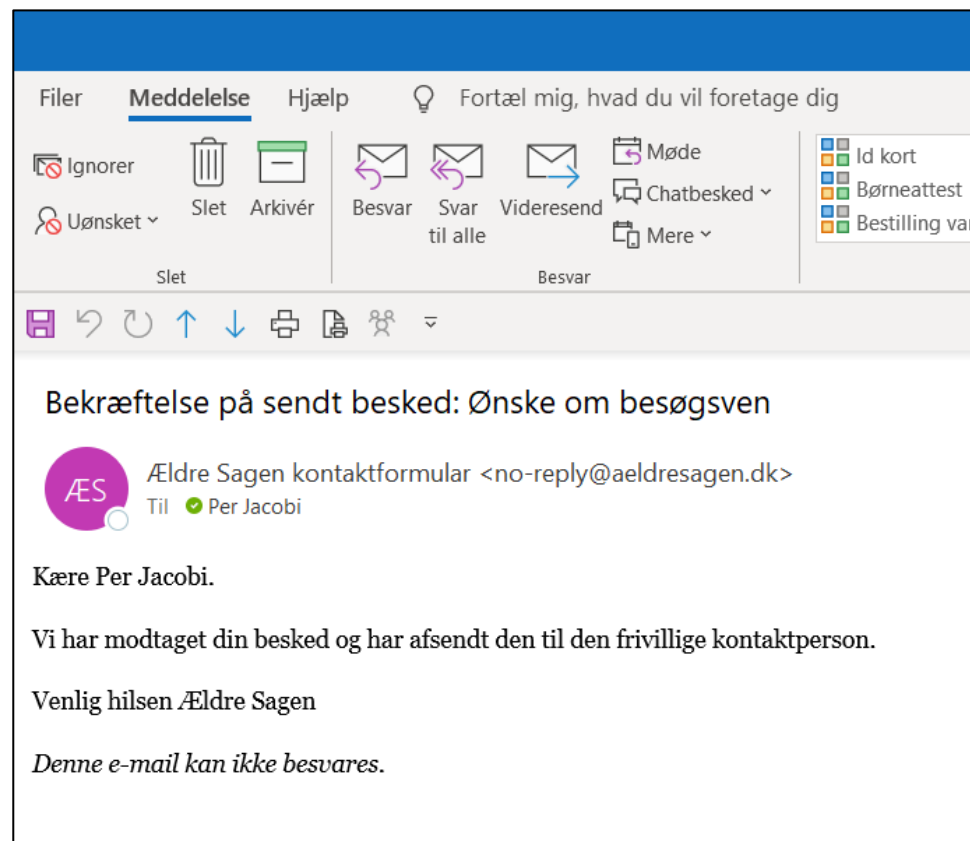 Filer Meddelelse Hjælp Fortæl mig, hvad du vil foretage dig
Ignorer
Uønsket
Slet
Arkivér
Slet
Besvar
Svar
til alle
Videresend
Møde
Chatbesked
Mere
Besvar
Id kort
Børneattest
Bestilling
Bekræftelse på sendt besked: Ønske om besøgsven
ÆS
Ældre Sagen kontaktformular <no-reply@aeldresagen.dk>
Til Per Jacobi
Kære Per Jacobi.
Vi har modtaget din besked og har afsendt den til den frivillige kontaktperson.
Venlig hilsen Ældre Sagen
Denne e-mail kan ikke besvares.